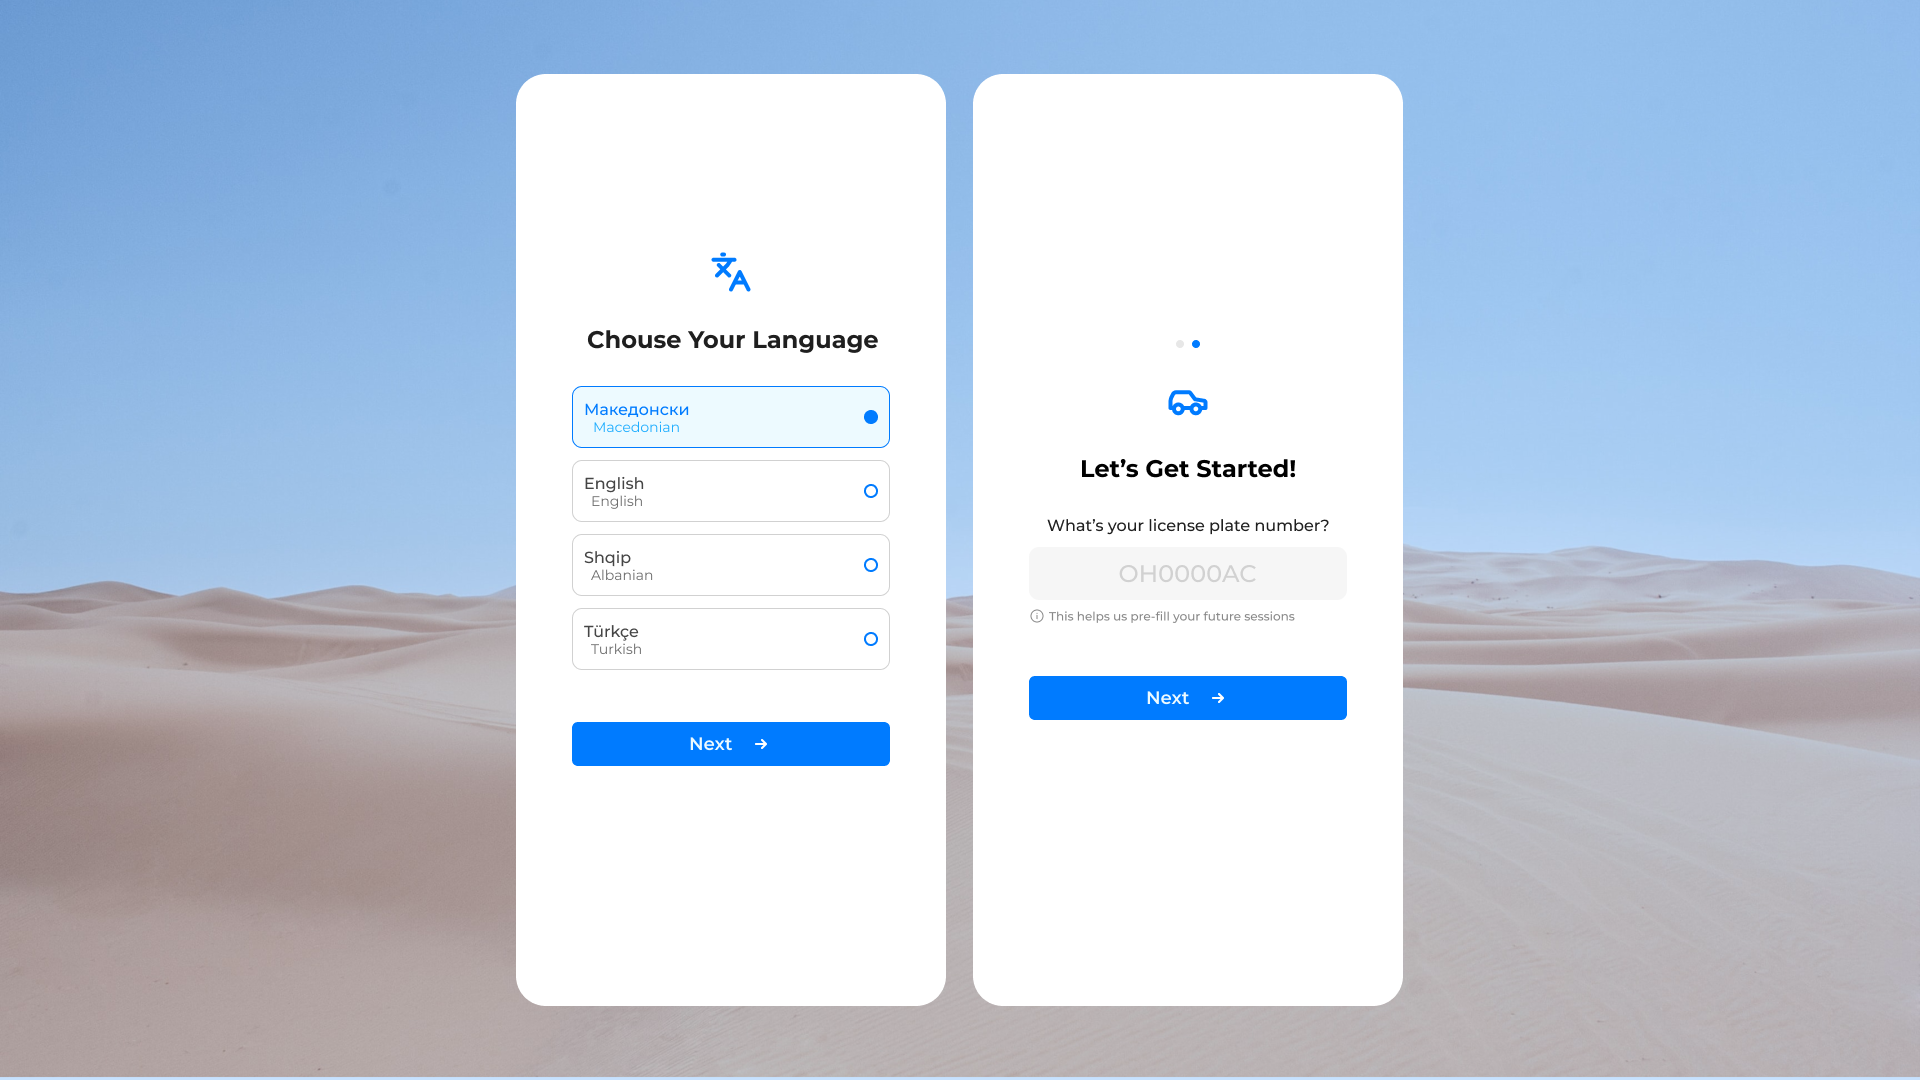 Chouse Your Language
Македонски
Macedonian
English
English
Shqip
Albanian
Türkçe
Turkish
Next
Let’s Get Started!
What’s your license plate number?
OH0000AC
This helps us pre-fill your future sessions
Next